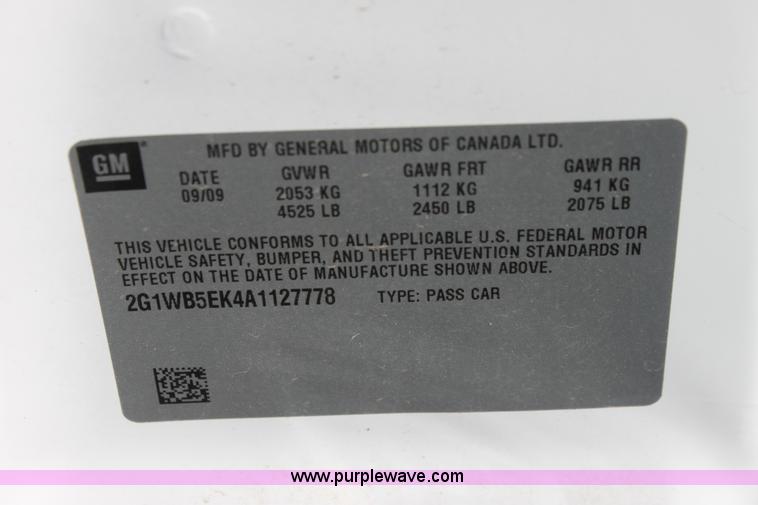 GM
MFD BY GENERAL MOTORS OF CANADA LTD.
DATE GVWR GAWR FRT GAWR RR
09/09 2053 KG 1112 KG 941 KG
4525 LB 2450 LB 2075 LB
THIS VEHICLE CONFORMS TO ALL APPLICABLE U.S. FEDERAL MOTOR
VEHICLE SAFETY, BUMPER, AND THEFT PREVENTION STANDARDS IN
EFFECT ON THE DATE OF MANUFACTURE SHOWN ABOVE.
2G1WB5EK4A1127778 TYPE: PASS CAR
www.purplewave.com